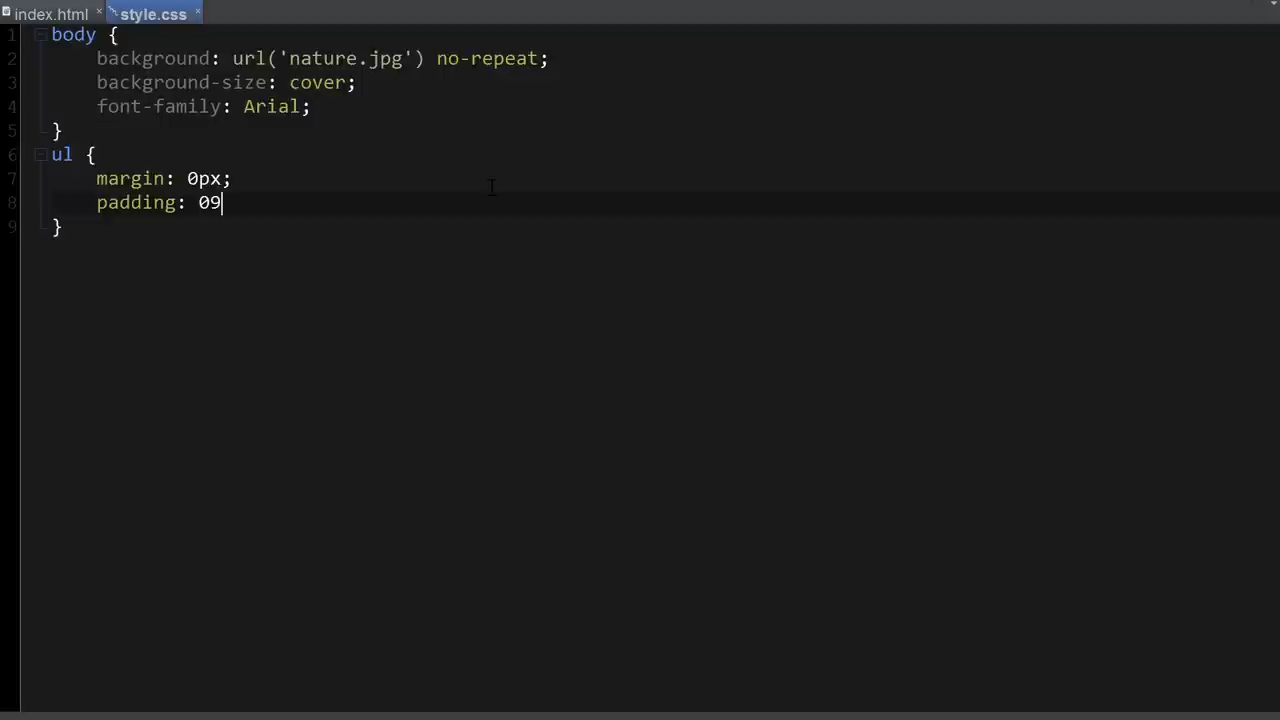 index.html × style.css ×
1 body {
2 background: url('nature.jpg') no-repeat;
3 background-size: cover;
4 font-family: Arial;
5 }
6 ul {
7 margin: 0px;
8 padding: 09
9 }